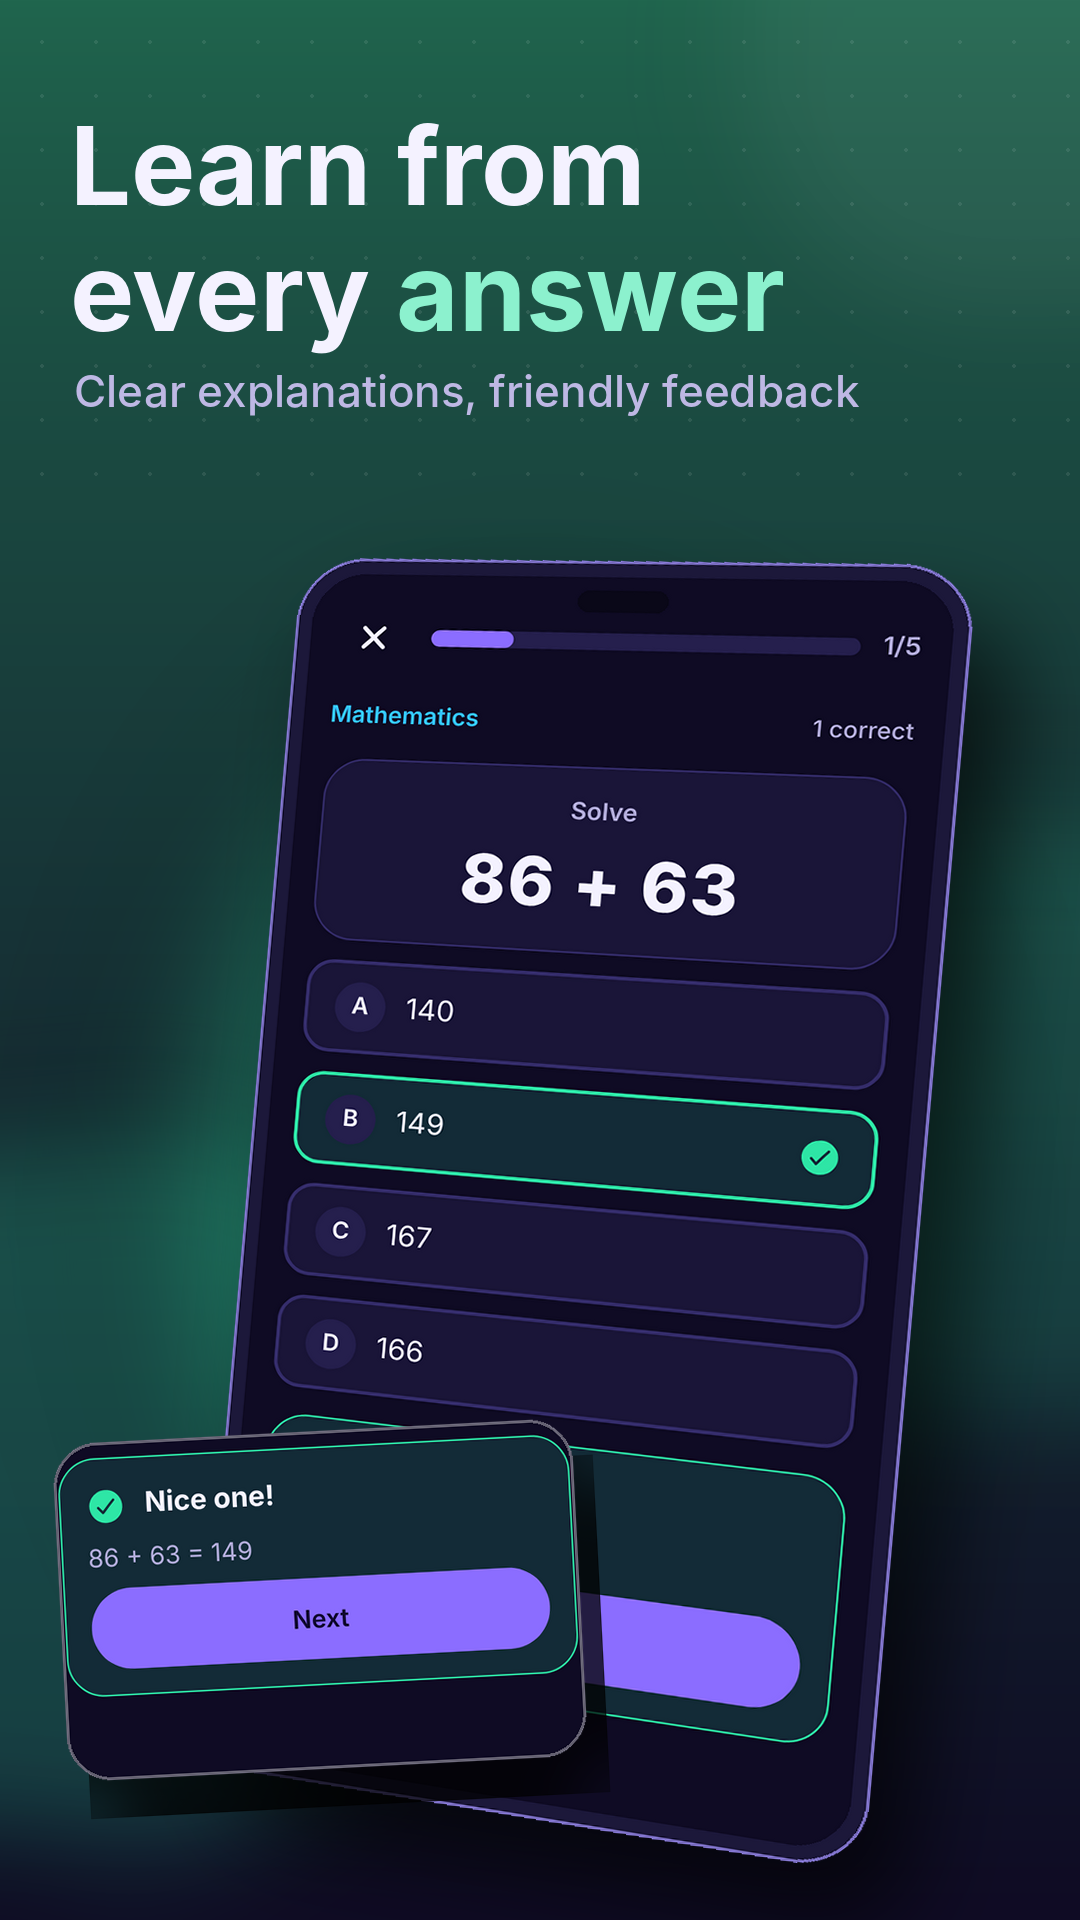 Learn from
every answer
Clear explanations, friendly feedback
1/5
Mathematics
1 correct
Solve
86 + 63
A 140
B 149
C 167
D 166
Nice one!
86 + 63 = 149
Next